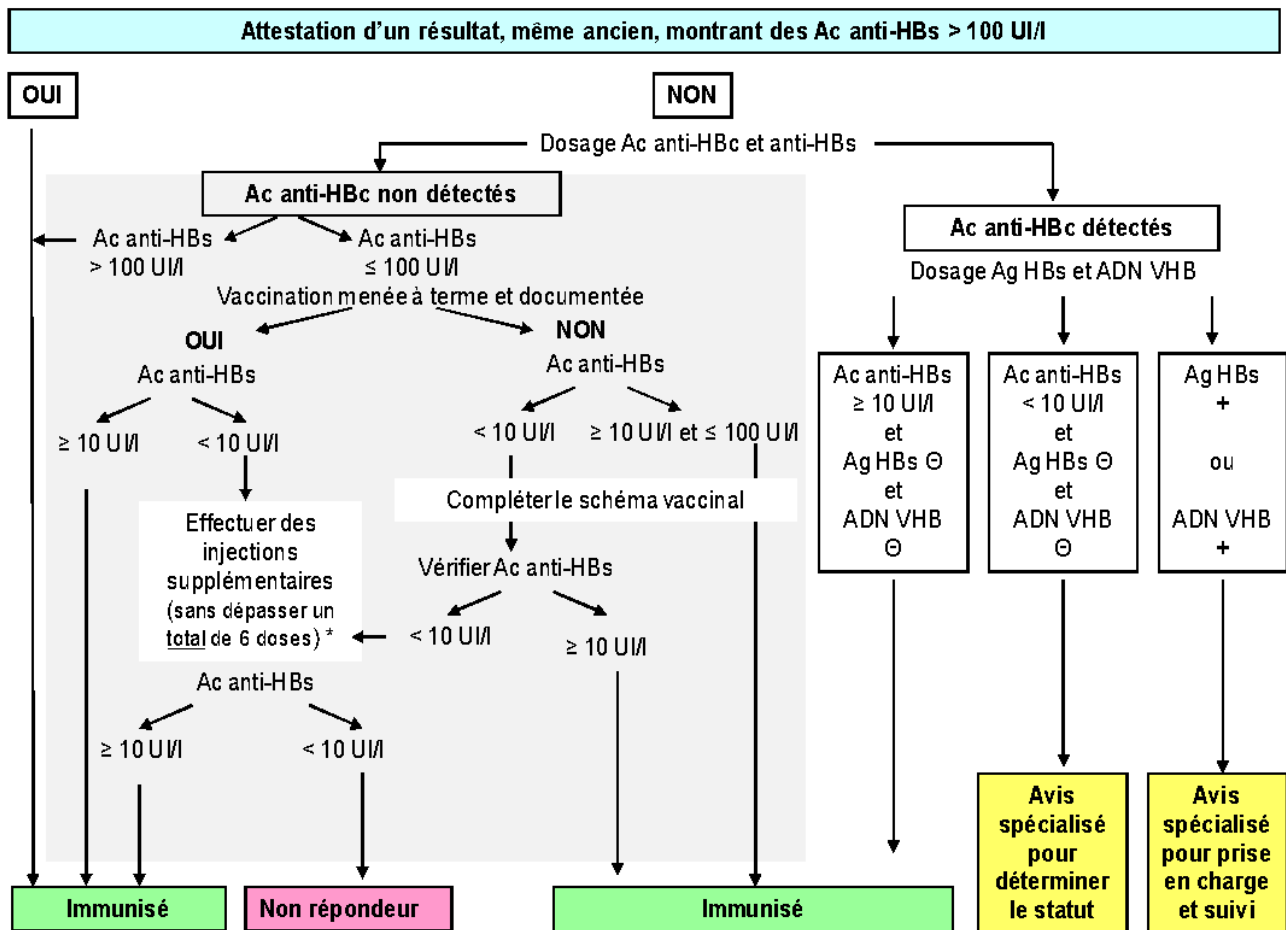 Attestation d'un résultat, même ancien, montrant des Ac anti-HBs > 100 UI/l
OUI
NON
Dosage Ac anti-HBc et anti-HBs
Ac anti-HBc non détectés
Ac anti-HBs
> 100 UI/l
Ac anti-HBs
≤ 100 UI/l
Vaccination menée à terme et documentée
OUI
Ac anti-HBs
≥ 10 UI/l
< 10 UI/l
NON
Ac anti-HBs
< 10 UI/l
≥ 10 UI/l et ≤ 100 UI/l
Effectuer des
injections
supplémentaires
(sans dépasser un
total de 6 doses) *
Compléter le schéma vaccinal
Vérifier Ac anti-HBs
< 10 UI/l
≥ 10 UI/l
Ac anti-HBs
≥ 10 UI/l
< 10 UI/l
Ac anti-HBc détectés
Dosage Ag HBs et ADN VHB
Ac anti-HBs
≥ 10 UI/l
et
Ag HBs Θ
et
ADN VHB
Θ
Ac anti-HBs
< 10 UI/l
et
Ag HBs Θ
et
ADN VHB
Θ
Ag HBs
+
ou
ADN VHB
+
Immunisé
Non répondeur
Immunisé
Avis
spécialisé
pour
déterminer
le statut
Avis
spécialisé
pour prise
en charge
et suivi